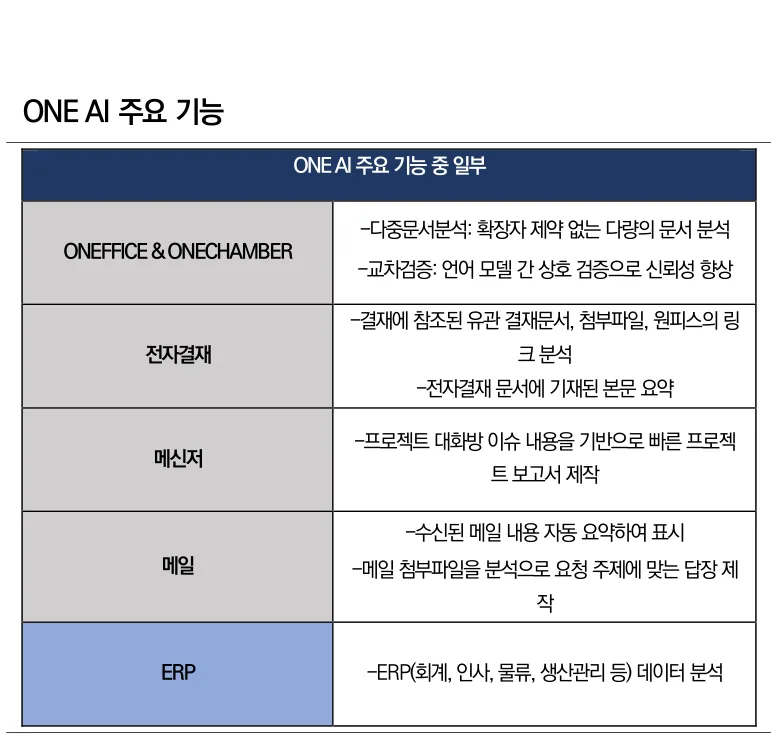 ONE AI 주요 기능
ONE AI 주요 기능 중 일부
ONEFFICE & ONECHAMBER
-다중문서분석: 확장자 제약 없는 다량의 문서 분석
-교차검증: 언어 모델 간 상호 검증으로 신뢰성 향상
전자결재
-결재에 참조된 유관 결재문서, 첨부파일, 원피스의 링
크 분석
-전자결재 문서에 기재된 본문 요약
메신저
-프로젝트 대화방 이슈 내용을 기반으로 빠른 프로젝
트 보고서 제작
메일
-수신된 메일 내용 자동 요약하여 표시
-메일 첨부파일을 분석으로 요청 주제에 맞는 답장 제
작
ERP
-ERP(회계, 인사, 물류, 생산관리 등) 데이터 분석